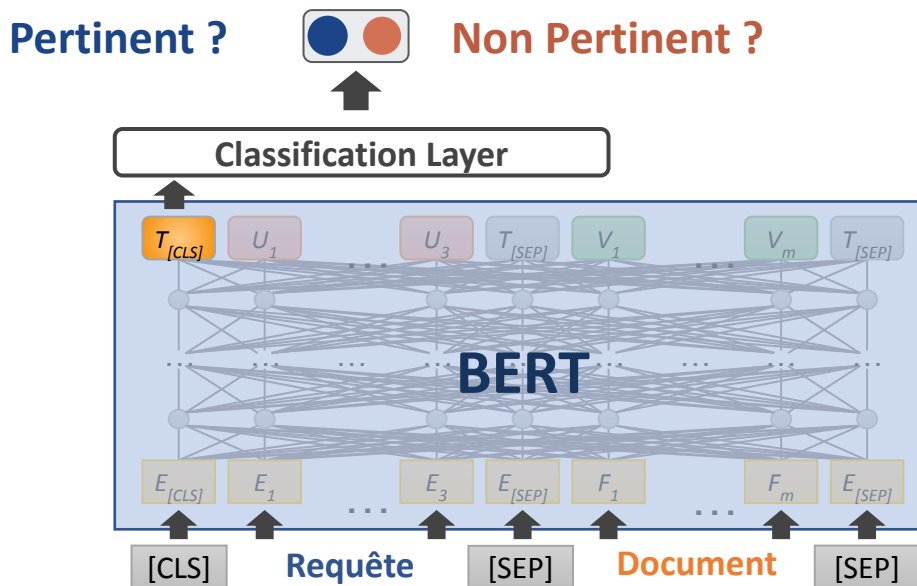 Pertinent ? Non Pertinent ?
Classification Layer
T[CLS] U1 ... U3 T[SEP] V1 ... Vm T[SEP]
... ... ... ... ... ... ... ...
BERT
E[CLS] E1 ... E3 E[SEP] F1 ... Fm E[SEP]
[CLS] Requête [SEP] Document [SEP]